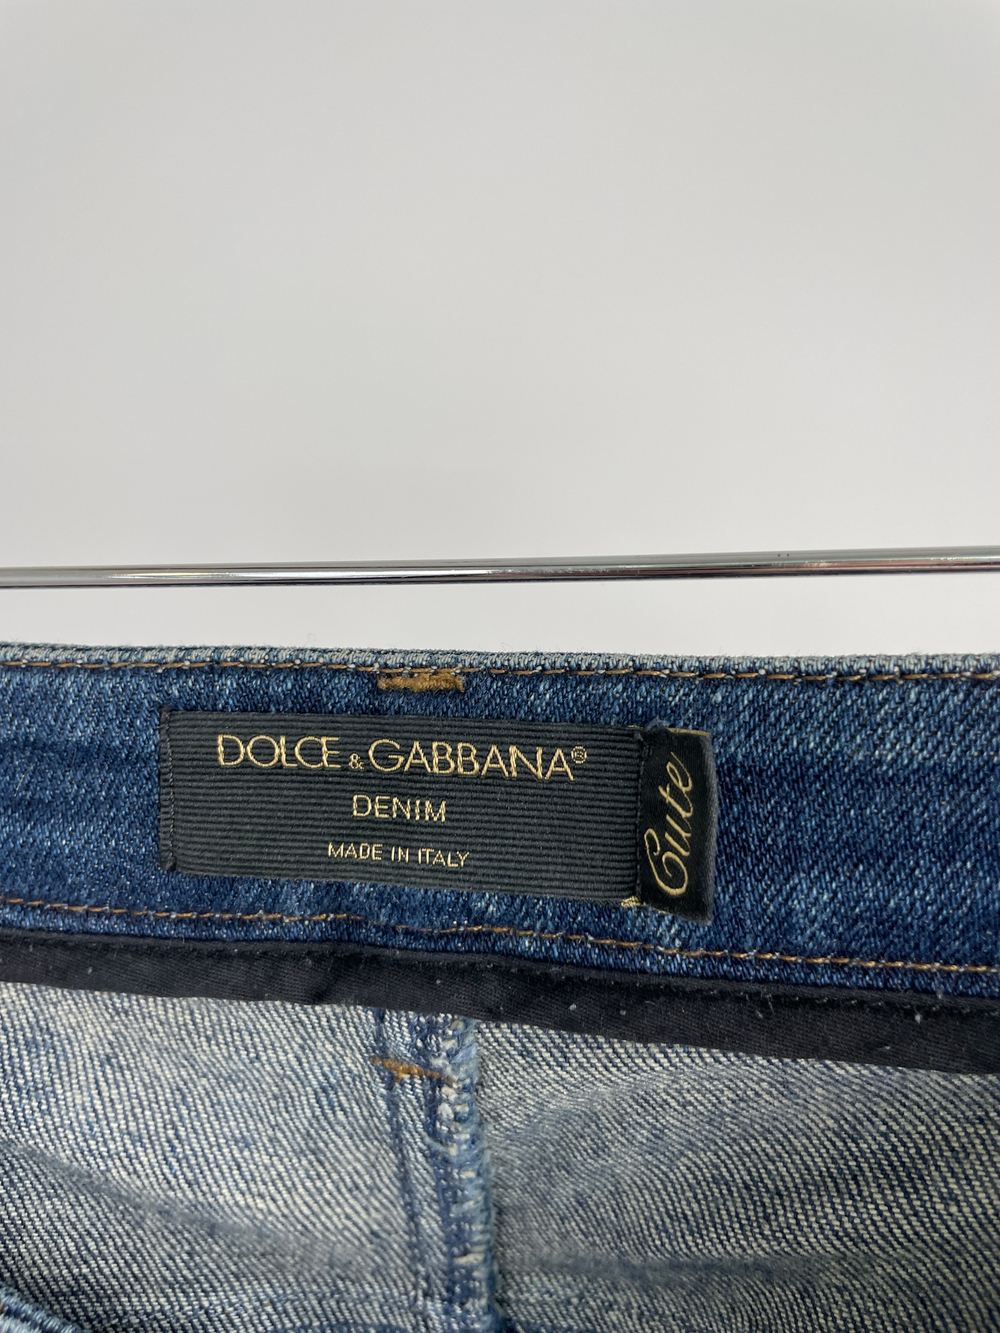 DOLCE & GABBANA®
DENIM
MADE IN ITALY
Cute